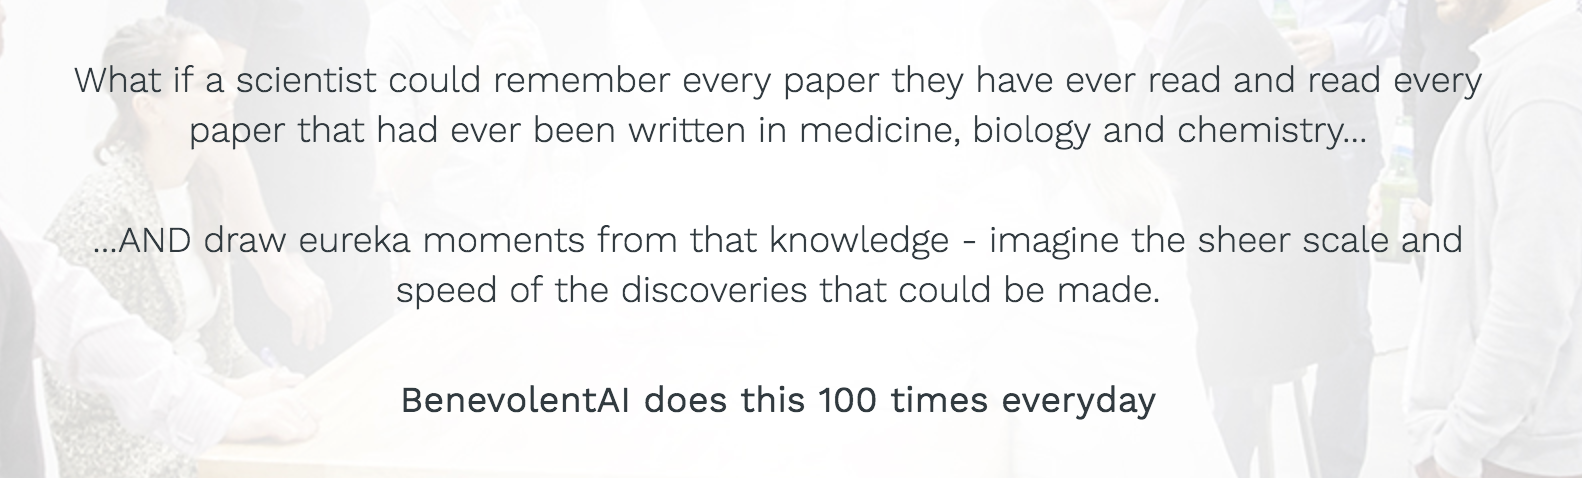 What if a scientist could remember every paper they have ever read and read every
paper that had ever been written in medicine, biology and chemistry...
...AND draw eureka moments from that knowledge - imagine the sheer scale and
speed of the discoveries that could be made.
BenevolentAI does this 100 times everyday